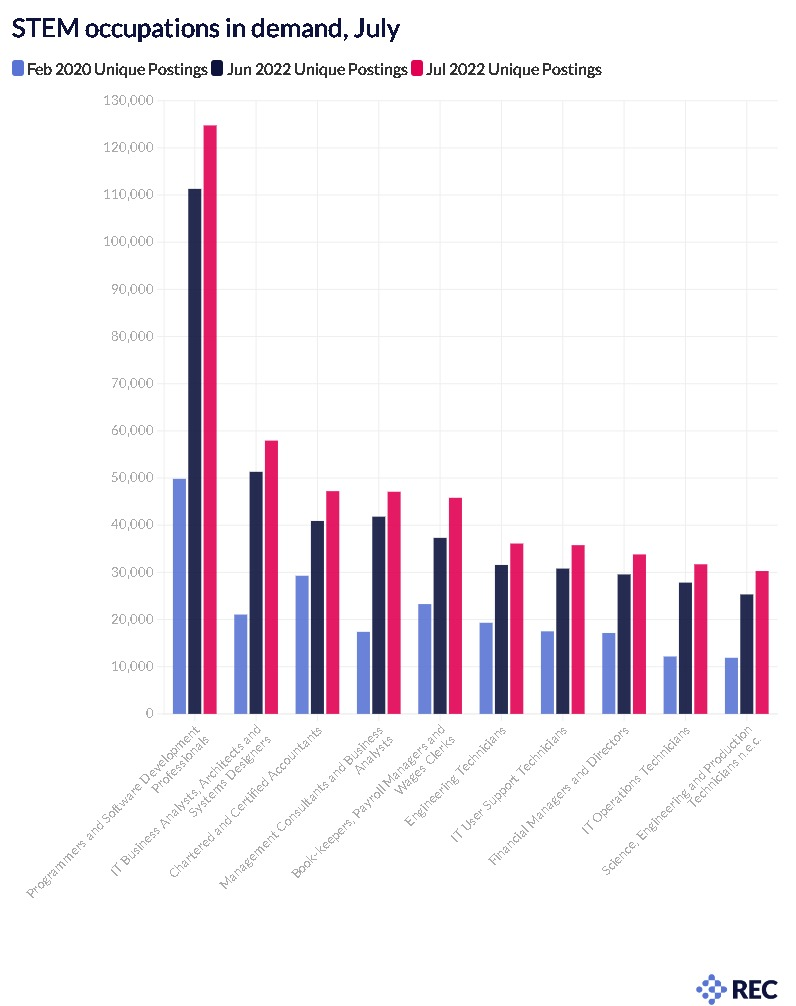 STEM occupations in demand, July
Feb 2020 Unique Postings Jun 2022 Unique Postings Jul 2022 Unique Postings
130,000
120,000
110,000
100,000
90,000
80,000
70,000
60,000
50,000
40,000
30,000
20,000
10,000
0
Programmers and Software Development
Professionals
IT Business Analysts, Architects and
Systems Designers
Chartered and Certified Accountants
Management Consultants and Business
Analysts
Book-keepers, Payroll Managers and
Wages Clerks
Engineering Technicians
IT User Support Technicians
Financial Managers and Directors
IT Operations Technicians
Science, Engineering and Production
Technicians n.e.c.
REC